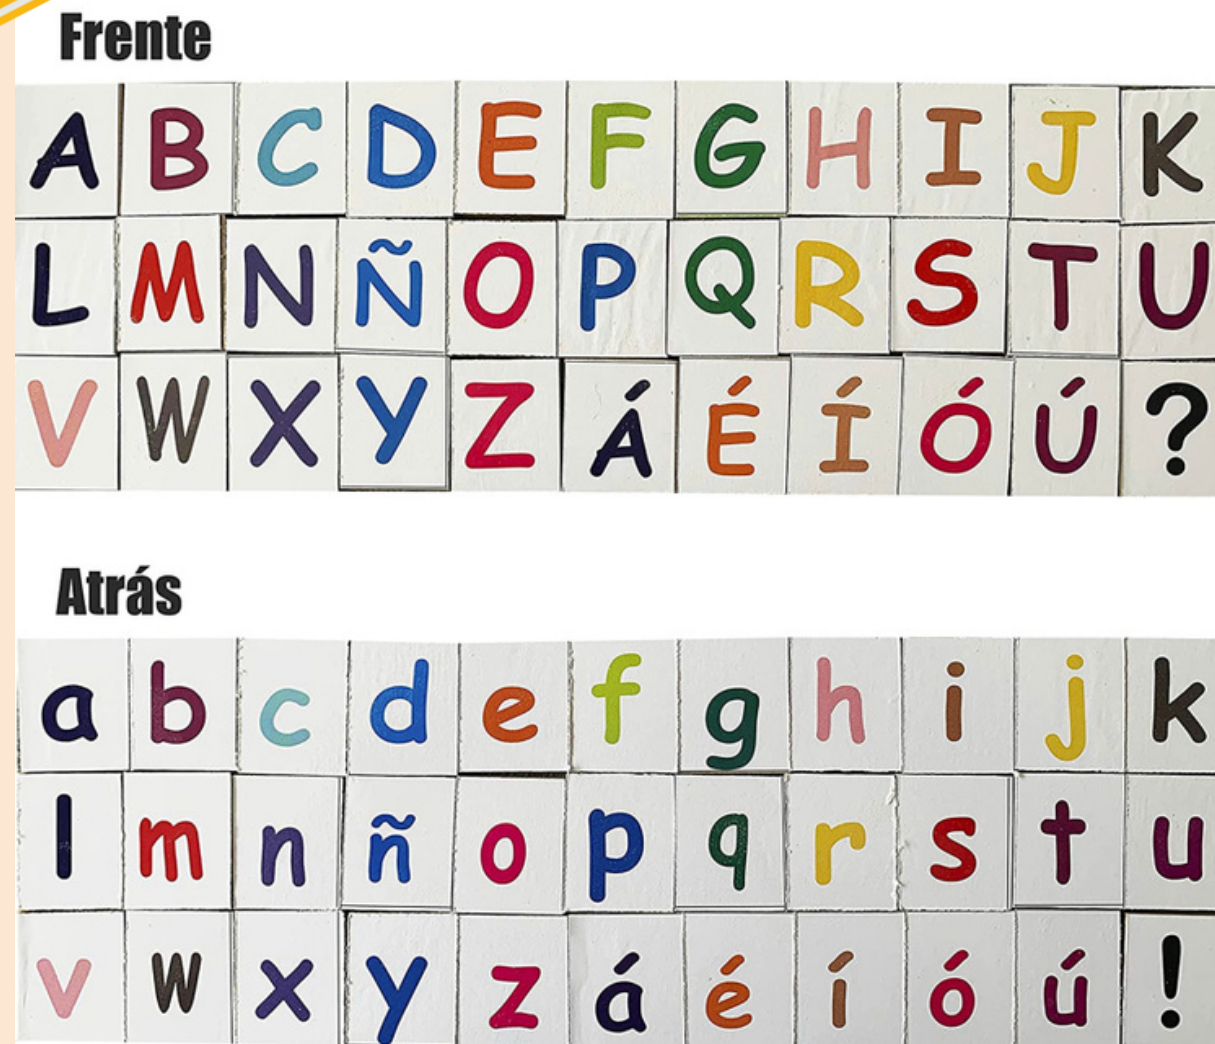 Frente
A B C D E F G H I J K
L M N Ñ O P Q R S T U
V W X Y Z Á É Í Ó Ú ?
Atrás
a b c d e f g h i j k
l m n ñ o p q r s t u
v w x y z á é í ó ú !